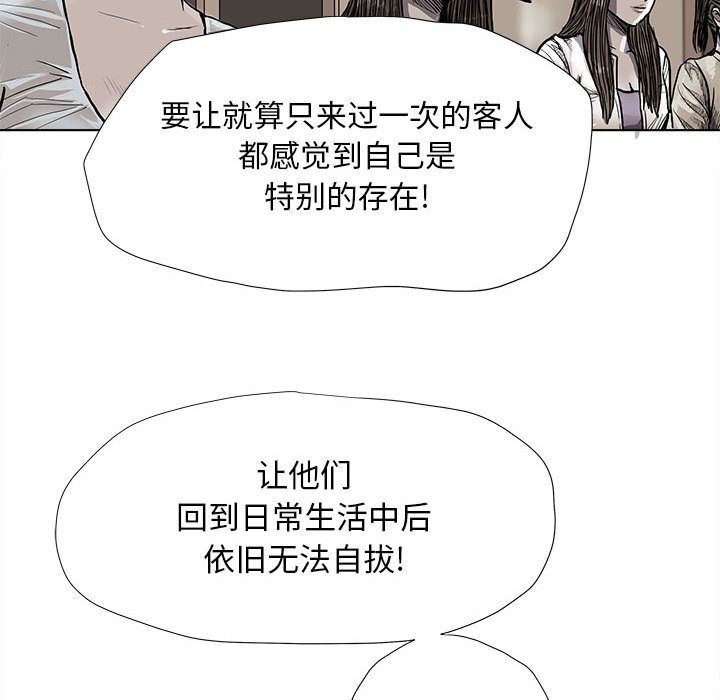 要让就算只来过一次的客人
都感觉到自己是
特别的存在!
让他们
回到日常生活中后
依旧无法自拔!